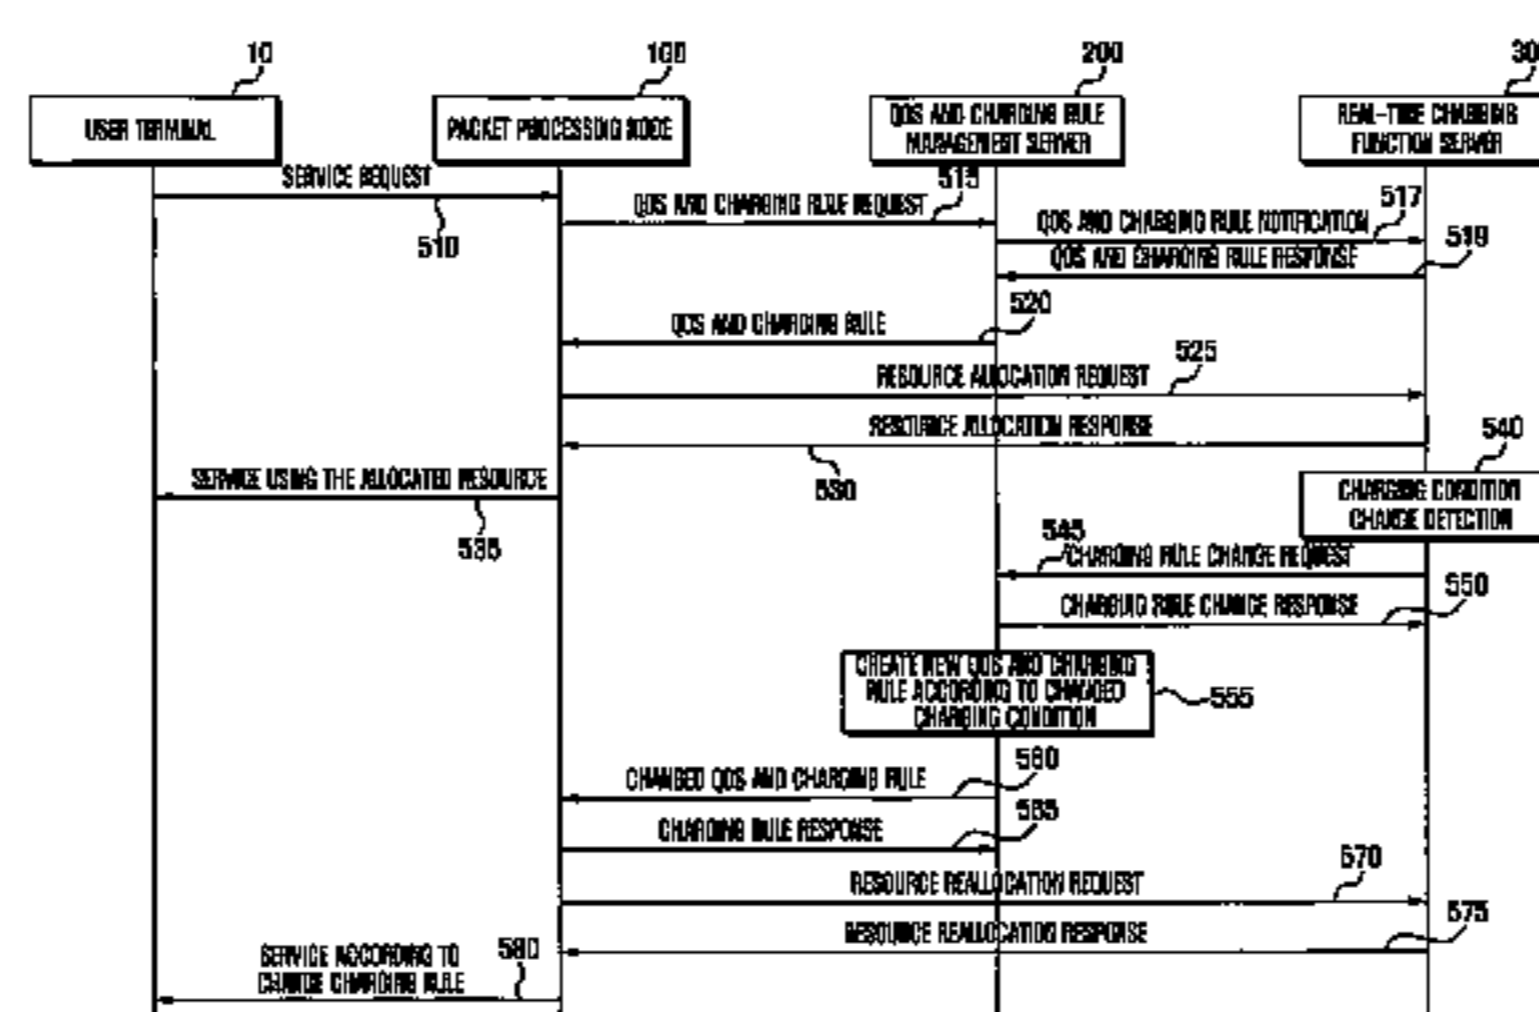 10
100
200
30
USER TERMINAL
PACKET PROCESSING NODE
QOS AND CHARGING RULE
MANAGEMENT SERVER
REAL-TIME CHARGING
FUNCTION SERVER
SERVICE REQUEST
510
QOS AND CHARGING RULE REQUEST
515
QOS AND CHARGING RULE NOTIFICATION
517
QOS AND CHARGING RULE RESPONSE
519
QOS AND CHARGING RULE
520
RESOURCE ALLOCATION REQUEST
525
RESOURCE ALLOCATION RESPONSE
530
SERVICE USING THE ALLOCATED RESOURCE
535
540
CHARGING CONDITION
CHANGE DETECTION
545
CHARGING RULE CHANGE REQUEST
CHARGING RULE CHANGE RESPONSE
550
CREATE NEW QOS AND CHARGING
RULE ACCORDING TO CHANGED
CHARGING CONDITION
555
CHANGED QOS AND CHARGING RULE
560
CHARGING RULE RESPONSE
565
RESOURCE REALLOCATION REQUEST
570
RESOURCE REALLOCATION RESPONSE
575
SERVICE ACCORDING TO
CHANGE CHARGING RULE
580